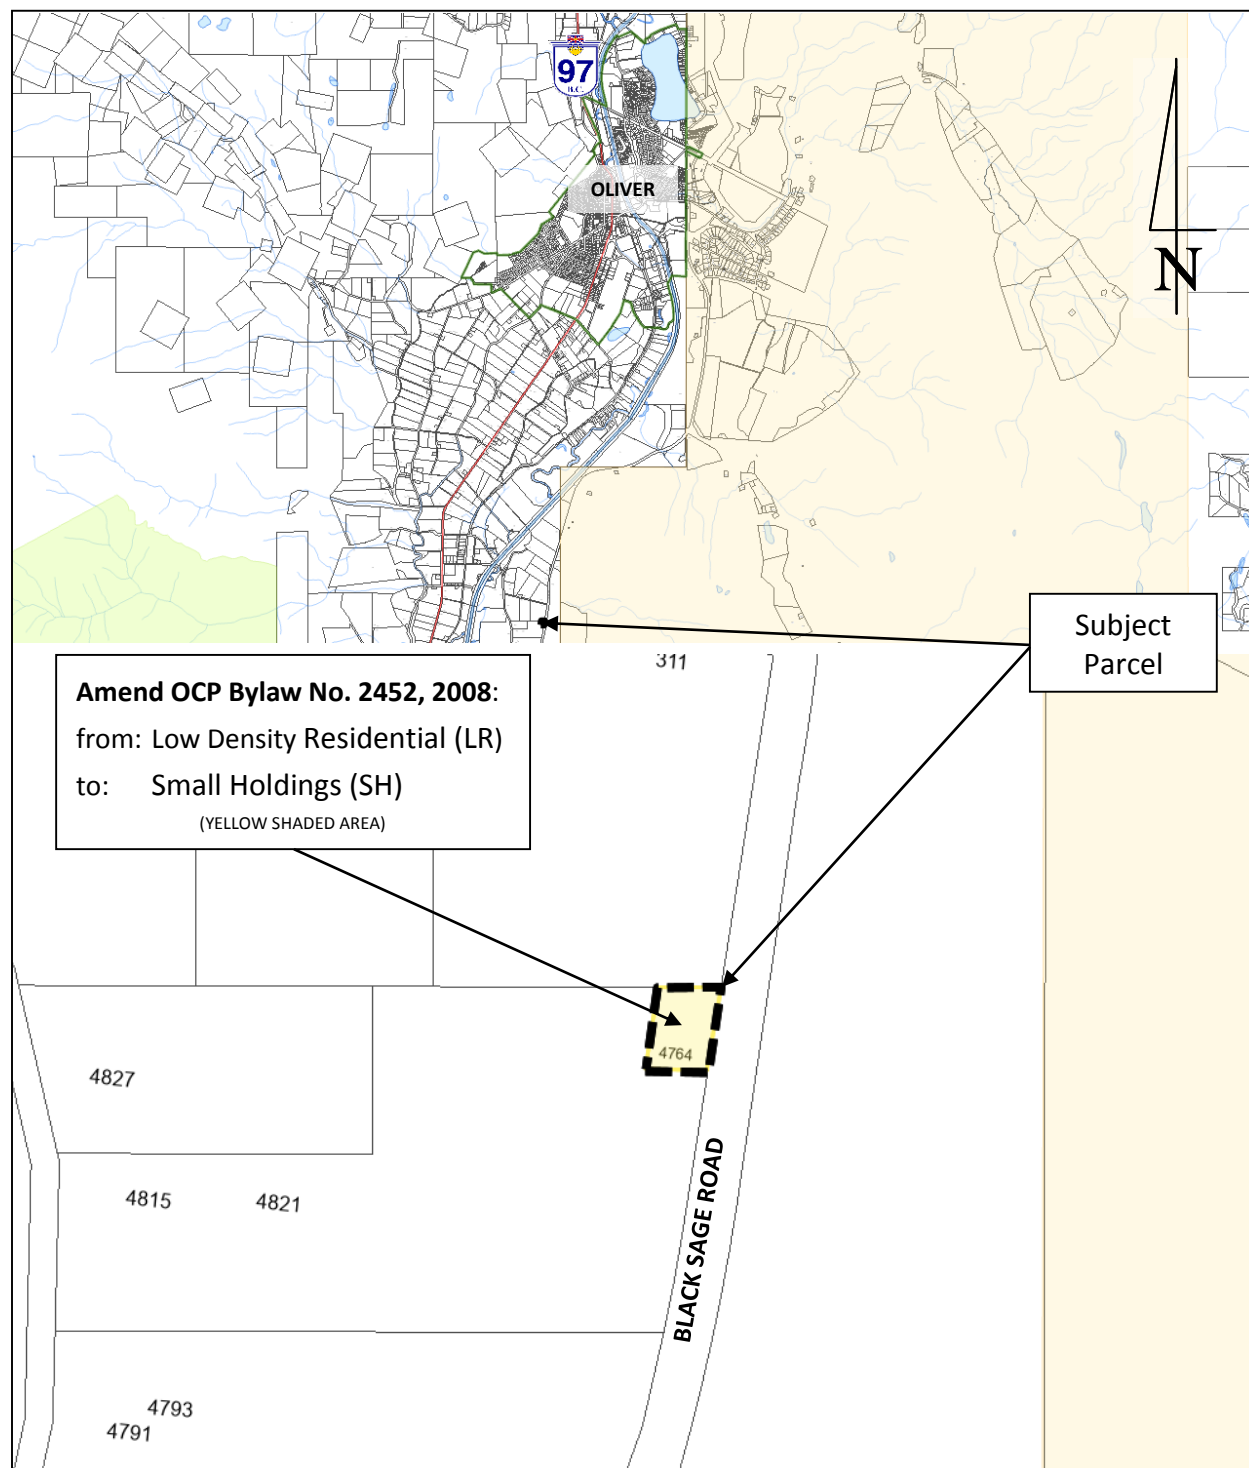 97
B.C.
OLIVER
N
Subject
Parcel
311
Amend OCP Bylaw No. 2452, 2008:
from: Low Density Residential (LR)
to: Small Holdings (SH)
(YELLOW SHADED AREA)
4764
4827
4815
4821
BLACK SAGE ROAD
4793
4791